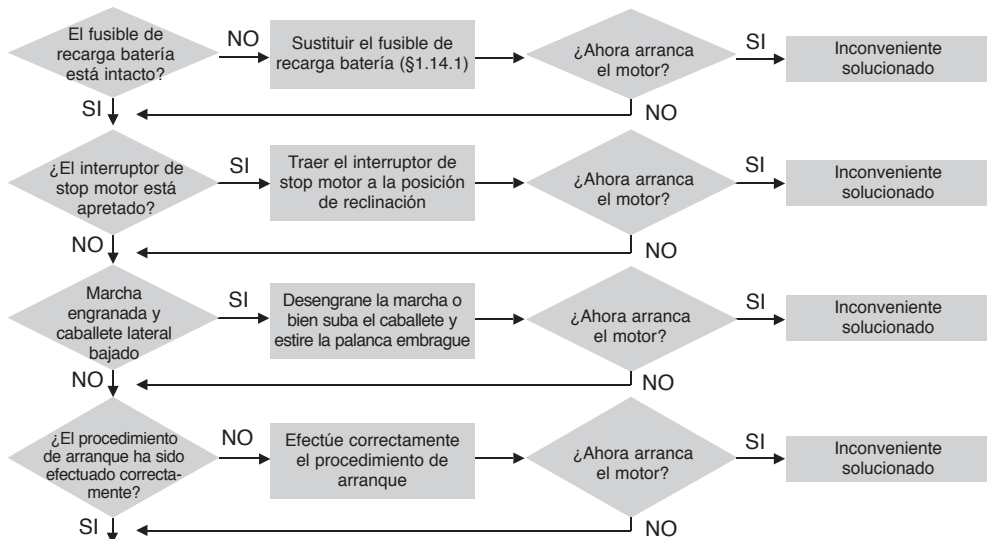 El fusible de
recarga batería
está intacto?
NO
Sustituir el fusible de
recarga batería (§1.14.1)
¿Ahora arranca
el motor?
SI
Inconveniente
solucionado
SI
NO
¿El interruptor de
stop motor está
apretado?
SI
Traer el interruptor de
stop motor a la posición
de reclinación
¿Ahora arranca
el motor?
SI
Inconveniente
solucionado
NO
NO
Marcha
engranada y
caballete lateral
bajado
SI
Desengrane la marcha o
bien suba el caballete y
estire la palanca embrague
¿Ahora arranca
el motor?
SI
Inconveniente
solucionado
NO
NO
¿El procedimiento
de arranque ha sido
efectuado correcta-
mente?
NO
Efectúe correctamente
el procedimiento de
arranque
¿Ahora arranca
el motor?
SI
Inconveniente
solucionado
SI
NO